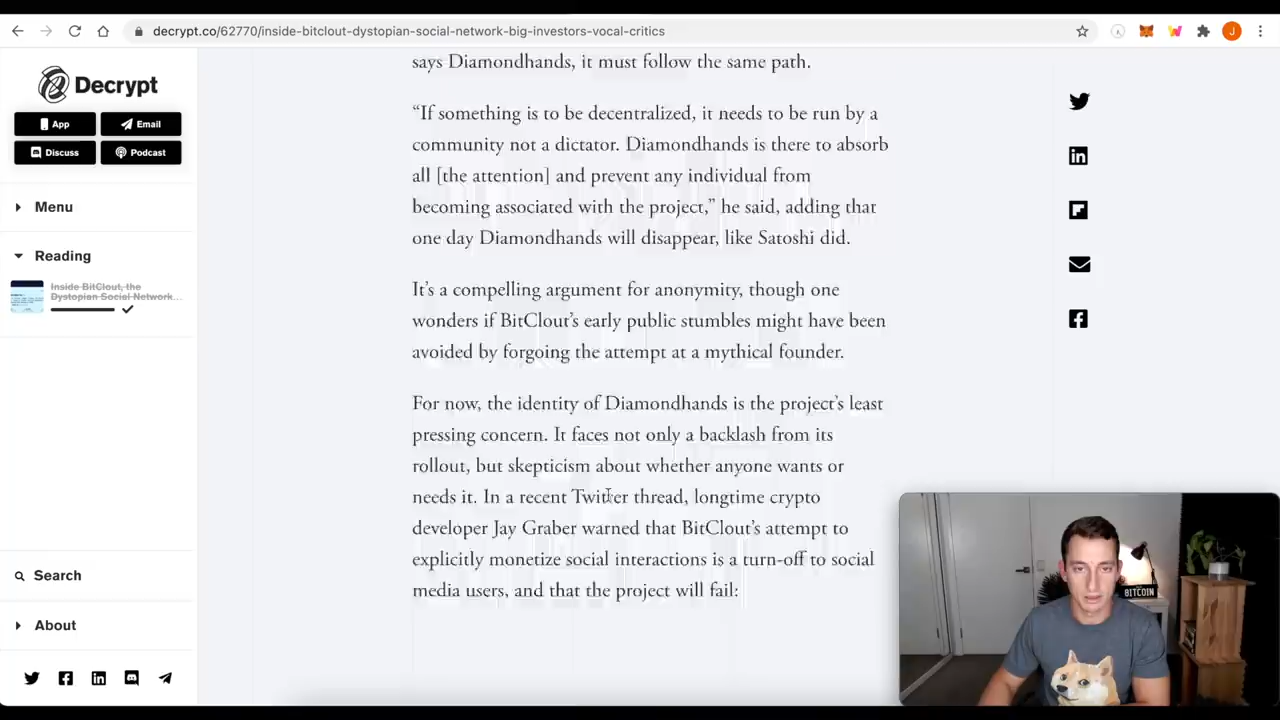 decrypt.co/62770/inside-bitclout-dystopian-social-network-big-investors-vocal-critics
J
Decrypt
App
Email
Discuss
Podcast
Menu
Reading
Inside BitClout, the
Dystopian Social Network...
Search
About
says Diamondhands, it must follow the same path.
“If something is to be decentralized, it needs to be run by a
community not a dictator. Diamondhands is there to absorb
all [the attention] and prevent any individual from
becoming associated with the project,” he said, adding that
one day Diamondhands will disappear, like Satoshi did.
It’s a compelling argument for anonymity, though one
wonders if BitClout’s early public stumbles might have been
avoided by forgoing the attempt at a mythical founder.
For now, the identity of Diamondhands is the project’s least
pressing concern. It faces not only a backlash from its
rollout, but skepticism about whether anyone wants or
needs it. In a recent Twitter thread, longtime crypto
developer Jay Graber warned that BitClout’s attempt to
explicitly monetize social interactions is a turn-off to social
media users, and that the project will fail:
BITCOIN